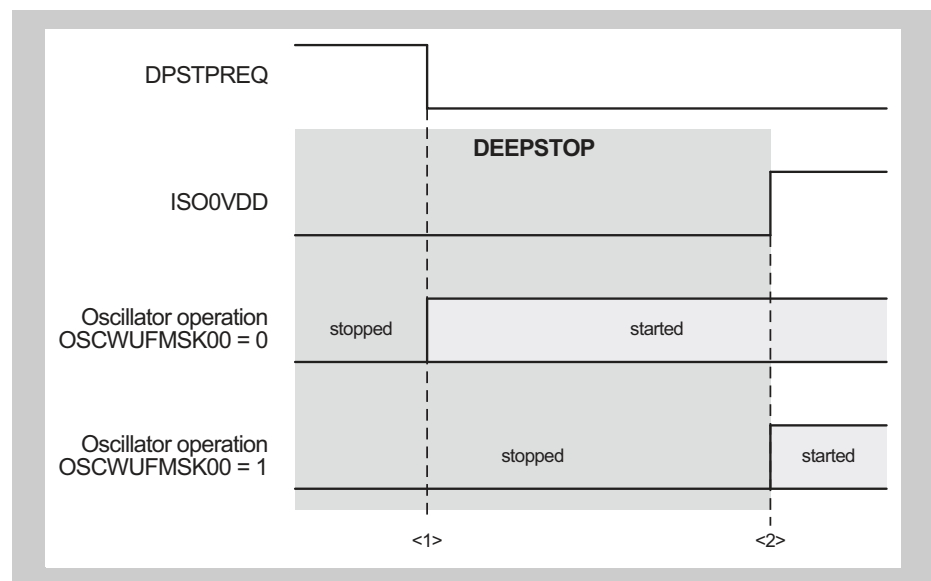 DPSTPREQ
DEEPSTOP
ISO0VDD
Oscillator operation
OSCWUFMSK00 = 0
stopped
started
Oscillator operation
OSCWUFMSK00 = 1
stopped
started
<1>
<2>